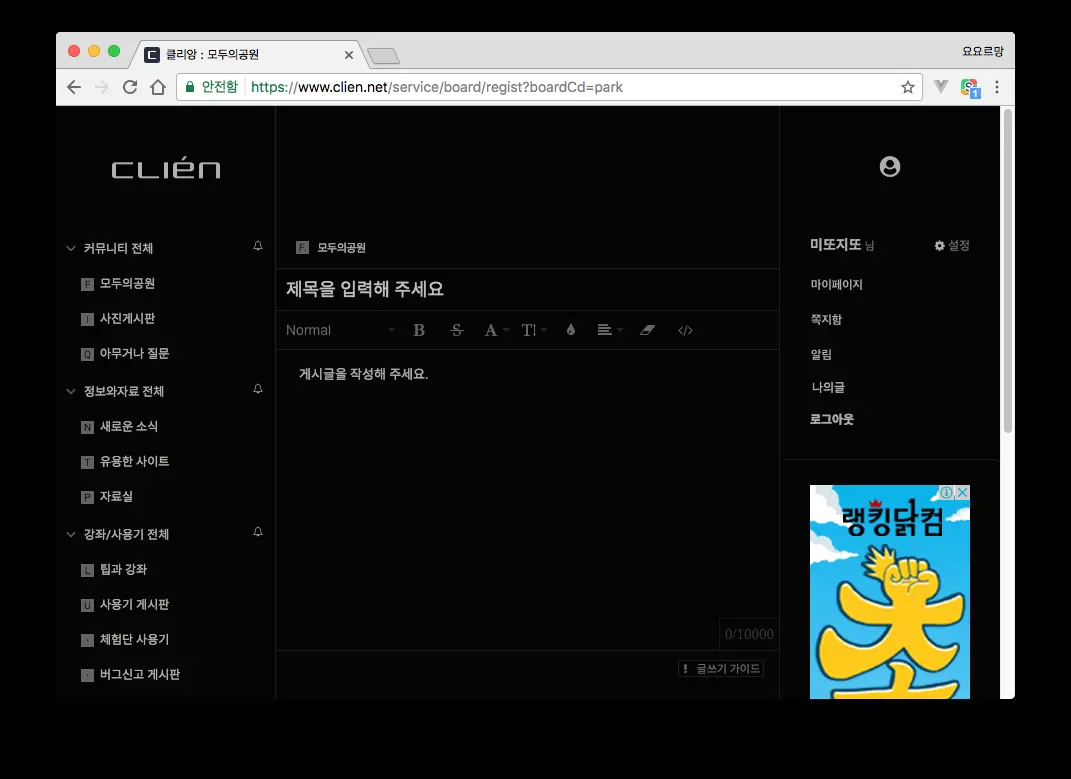 클리앙 : 모두의공원
요요르망
안전함 https://www.clien.net/service/board/regist?boardCd=park
CLIÉN
커뮤니티 전체
F 모두의공원
I 사진게시판
Q 아무거나 질문
정보와자료 전체
N 새로운 소식
T 유용한 사이트
P 자료실
강좌/사용기 전체
L 팁과 강좌
U 사용기 게시판
· 체험단 사용기
· 버그신고 게시판
F. 모두의공원
제목을 입력해 주세요
Normal B S A TI </>
게시글을 작성해 주세요.
0/10000
! 글쓰기 가이드
미또지또 님 설정
마이페이지
쪽지함
알림
나의글
로그아웃
랭킹닭컴
1